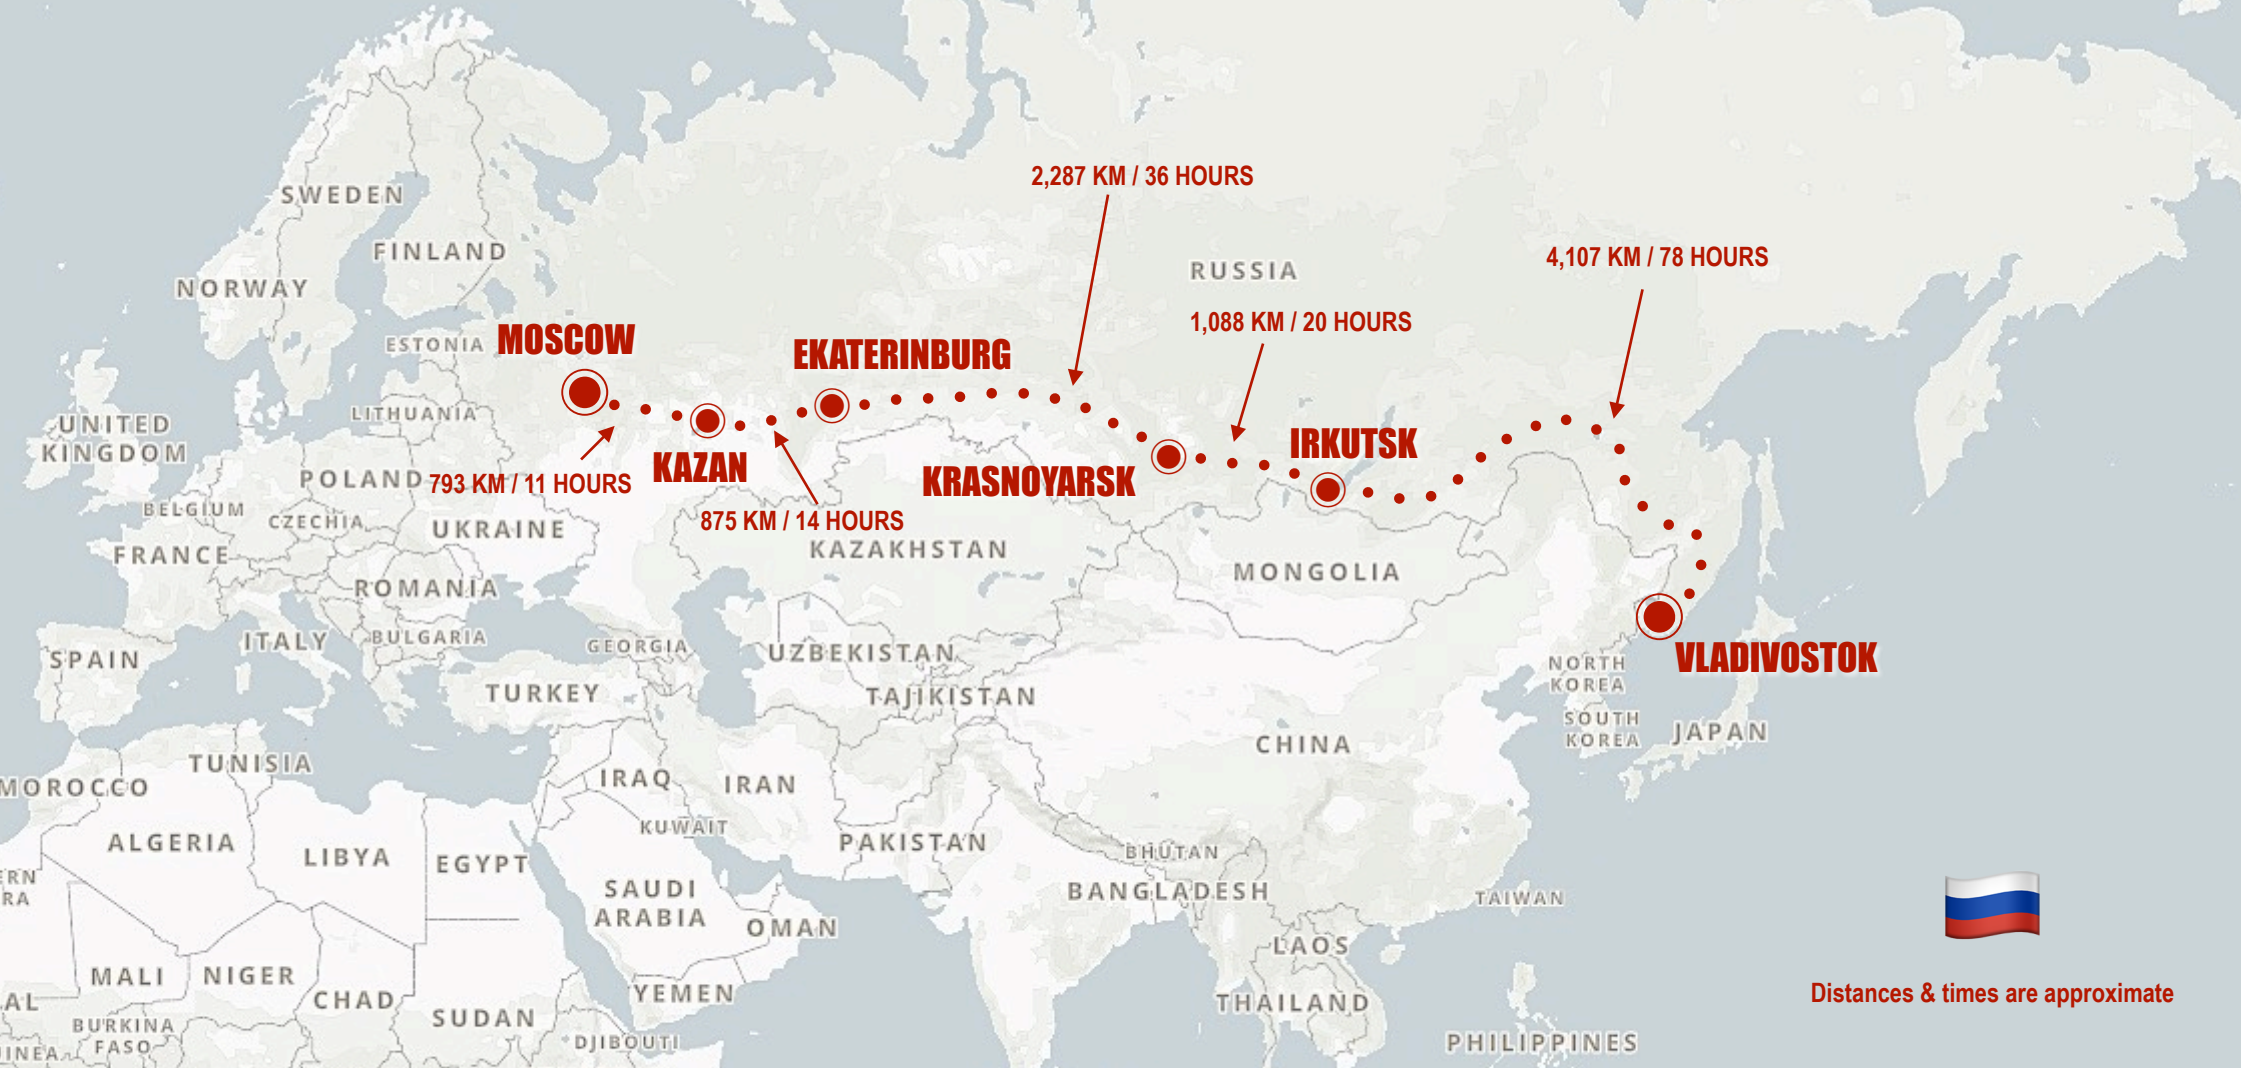 2,287 KM / 36 HOURS
SWEDEN
FINLAND
RUSSIA
4,107 KM / 78 HOURS
NORWAY
1,088 KM / 20 HOURS
MOSCOW
ESTONIA
EKATERINBURG
LITHUANIA
UNITED
KINGDOM
IRKUTSK
KAZAN
KRASNOYARSK
POLAND
793 KM / 11 HOURS
BELGIUM
CZECHIA
UKRAINE
875 KM / 14 HOURS
FRANCE
KAZAKHSTAN
MONGOLIA
ROMANIA
BULGARIA
ITALY
GEORGIA
UZBEKISTAN
SPAIN
VLADIVOSTOK
NORTH
KOREA
TURKEY
TAJIKISTAN
SOUTH
KOREA
JAPAN
CHINA
TUNISIA
MOROCCO
IRAQ
IRAN
KUWAIT
ALGERIA
LIBYA
EGYPT
PAKISTAN
BHUTAN
ERN
RA
SAUDI
ARABIA
BANGLADESH
TAIWAN
OMAN
LAOS
MALI
NIGER
CHAD
YEMEN
THAILAND
Distances & times are approximate
AL
SUDAN
BURKINA
FASO
DJIBOUTI
PHILIPPINES
INEA